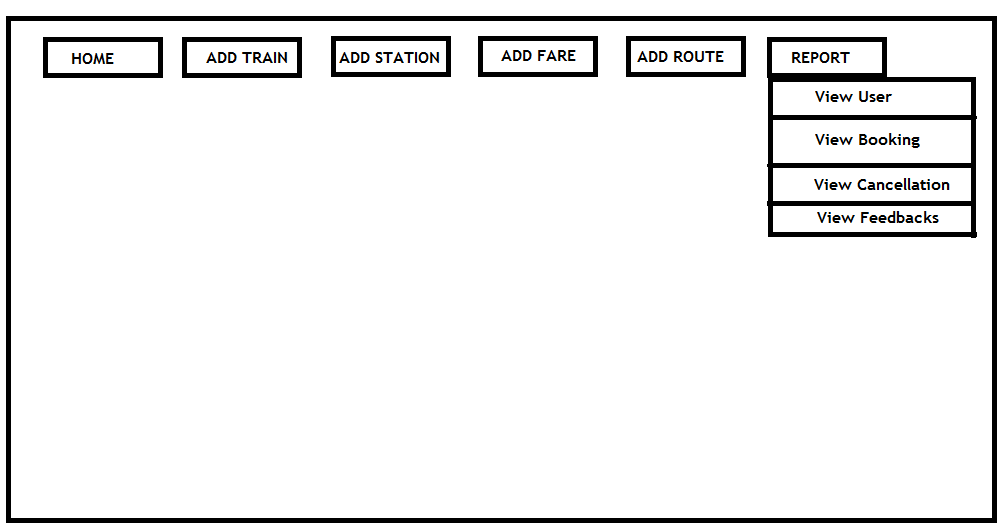 HOME ADD TRAIN ADD STATION ADD FARE ADD ROUTE REPORT
View User
View Booking
View Cancellation
View Feedbacks